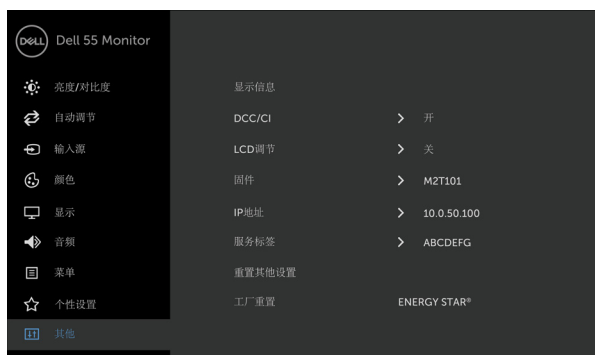 DELL Dell 55 Monitor
亮度/对比度
显示信息
自动调节
DCC/CI 开
输入源
LCD调节 关
颜色
固件 M2T101
显示
IP地址 10.0.50.100
音频
服务标签 ABCDEFG
菜单
重置其他设置
个性设置
工厂重置 ENERGY STAR®
其他